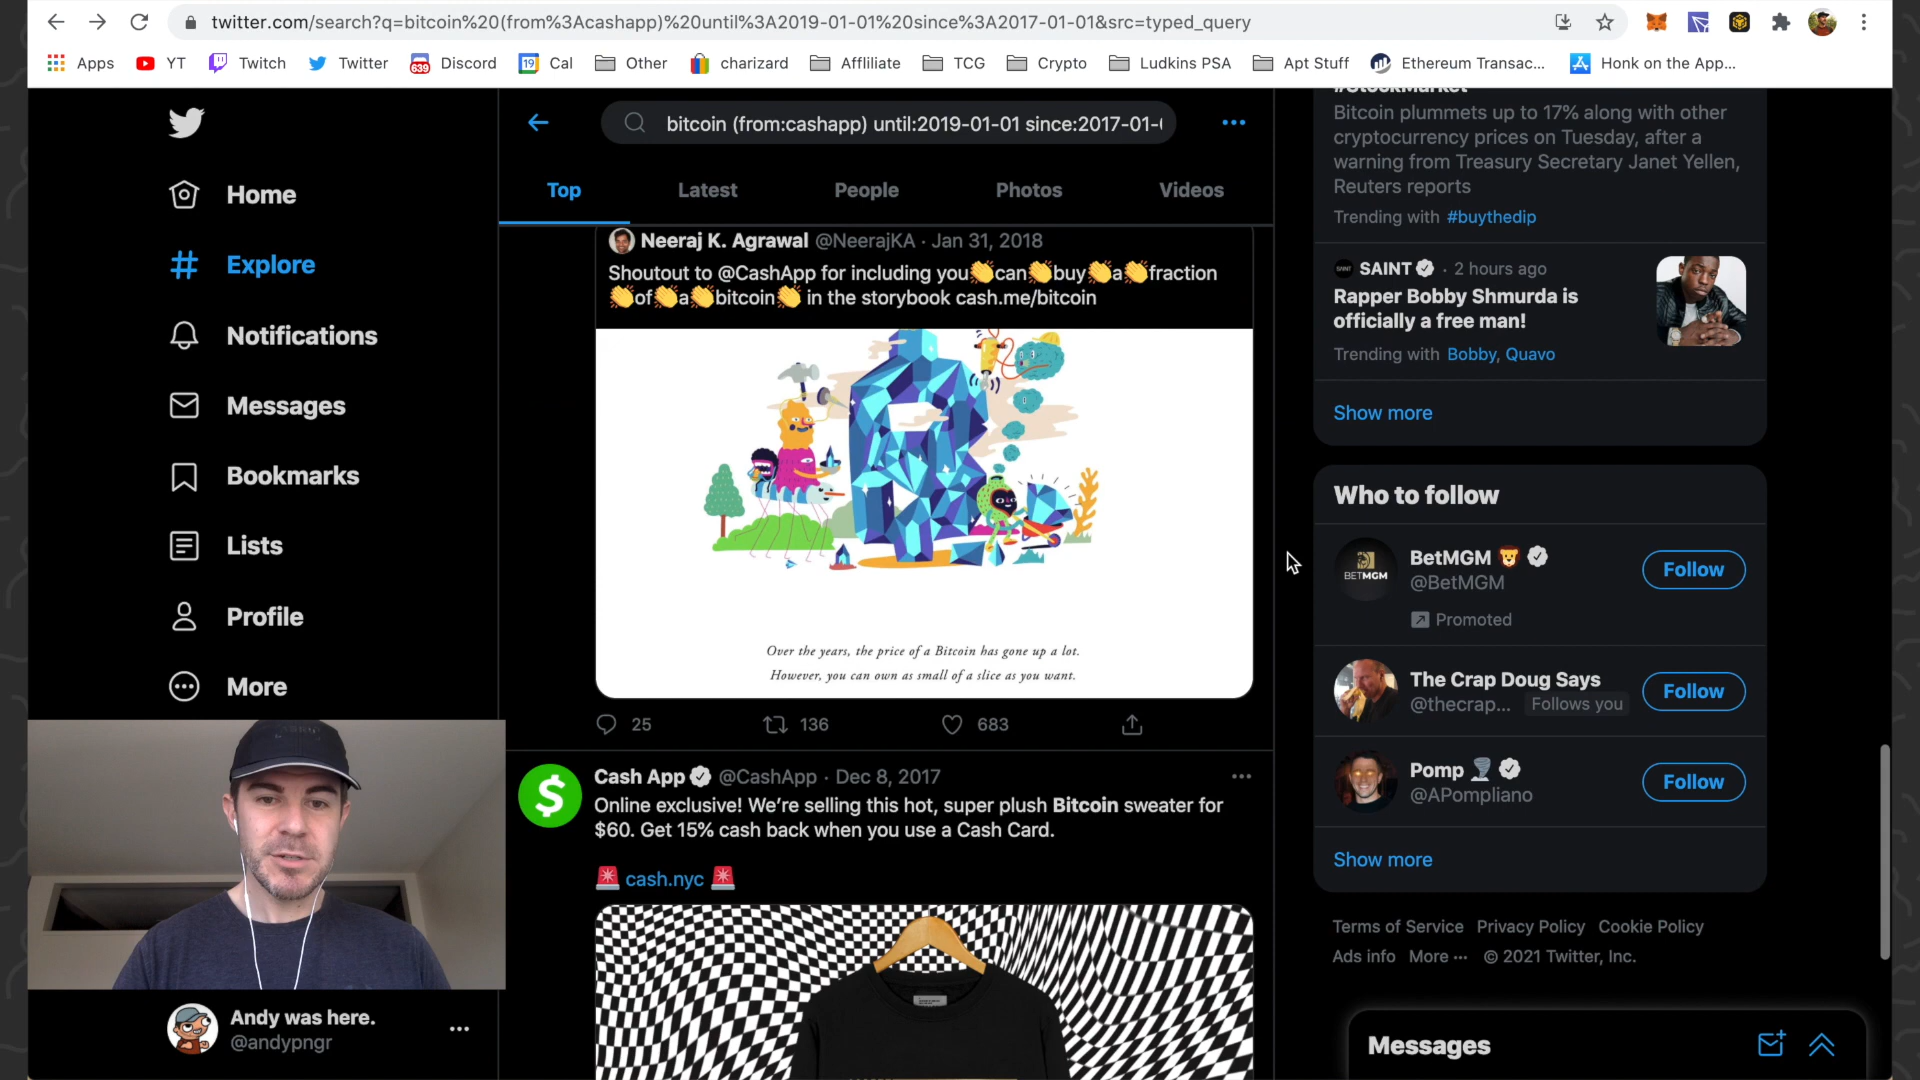 twitter.com/search?q=bitcoin%20(from%3Acashapp)%20until%3A2019-01-01%20since%3A2017-01-01&src=typed_query
Apps YT Twitch Twitter 639 Discord 19 Cal Other charizard Affliliate TCG Crypto Ludkins PSA Apt Stuff Ethereum Transac... Honk on the App...
bitcoin (from:cashapp) until:2019-01-01 since:2017-01-(
Top Latest People Photos Videos
Home
Explore
Notifications
Messages
Bookmarks
Lists
Profile
More
Andy was here.
@andypngr
Neeraj K. Agrawal @NeerajKA · Jan 31, 2018
Shoutout to @CashApp for including you👏can👏buy👏a👏fraction
👏of👏a👏bitcoin👏 in the storybook cash.me/bitcoin
Over the years, the price of a Bitcoin has gone up a lot.
However, you can own as small of a slice as you want.
25 136 683
Cash App @CashApp · Dec 8, 2017
Online exclusive! We're selling this hot, super plush Bitcoin sweater for
$60. Get 15% cash back when you use a Cash Card.
🚨 cash.nyc 🚨
#StockMarket
Bitcoin plummets up to 17% along with other
cryptocurrency prices on Tuesday, after a
warning from Treasury Secretary Janet Yellen,
Reuters reports
Trending with #buythedip
SAINT · 2 hours ago
Rapper Bobby Shmurda is
officially a free man!
Trending with Bobby, Quavo
Show more
Who to follow
BETMGM
BetMGM 🦁
@BetMGM
Follow
Promoted
The Crap Doug Says
@thecrap... Follows you
Follow
Pomp 🌪
@APompliano
Follow
Show more
Terms of Service Privacy Policy Cookie Policy
Ads info More ··· © 2021 Twitter, Inc.
Messages